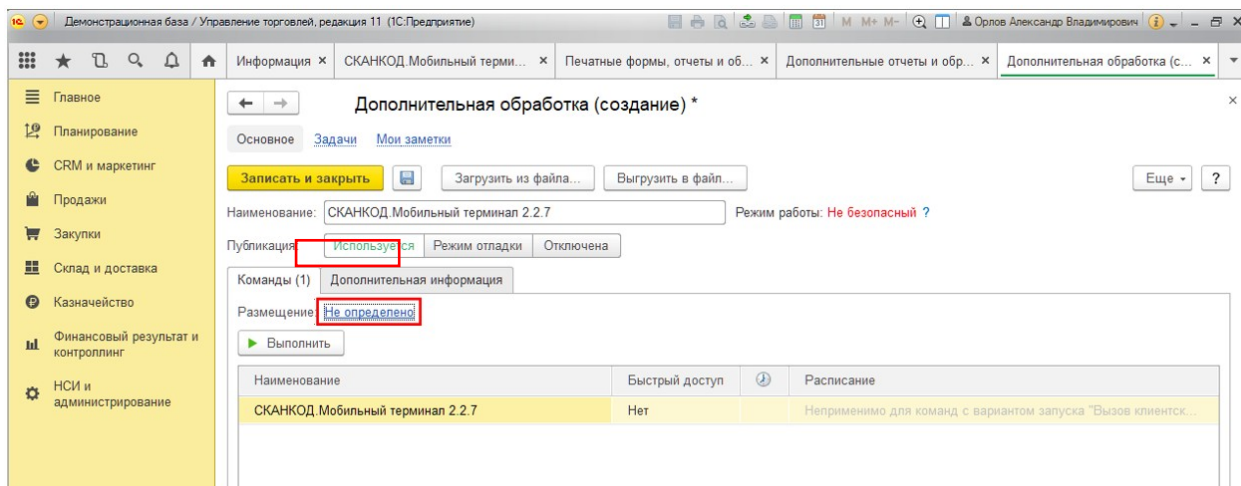 Демонстрационная база / Управление торговлей, редакция 11 (1С:Предприятие)
M M+ M- Орлов Александр Владимирович
Информация × СКАНКОД.Мобильный терми... × Печатные формы, отчеты и об... × Дополнительные отчеты и обр... × Дополнительная обработка (с... ×
Главное
Планирование
CRM и маркетинг
Продажи
Закупки
Склад и доставка
Казначейство
Финансовый результат и
контроллинг
НСИ и
администрирование
Дополнительная обработка (создание) *
Основное Задачи Мои заметки
Записать и закрыть Загрузить из файла... Выгрузить в файл... Еще ?
Наименование: СКАНКОД.Мобильный терминал 2.2.7 Режим работы: Не безопасный ?
Публикация Используется Режим отладки Отключена
Команды (1) Дополнительная информация
Размещение: Не определено
Выполнить
Наименование Быстрый доступ Расписание
СКАНКОД.Мобильный терминал 2.2.7 Нет Неприменимо для команд с вариантом запуска "Вызов клиентск...